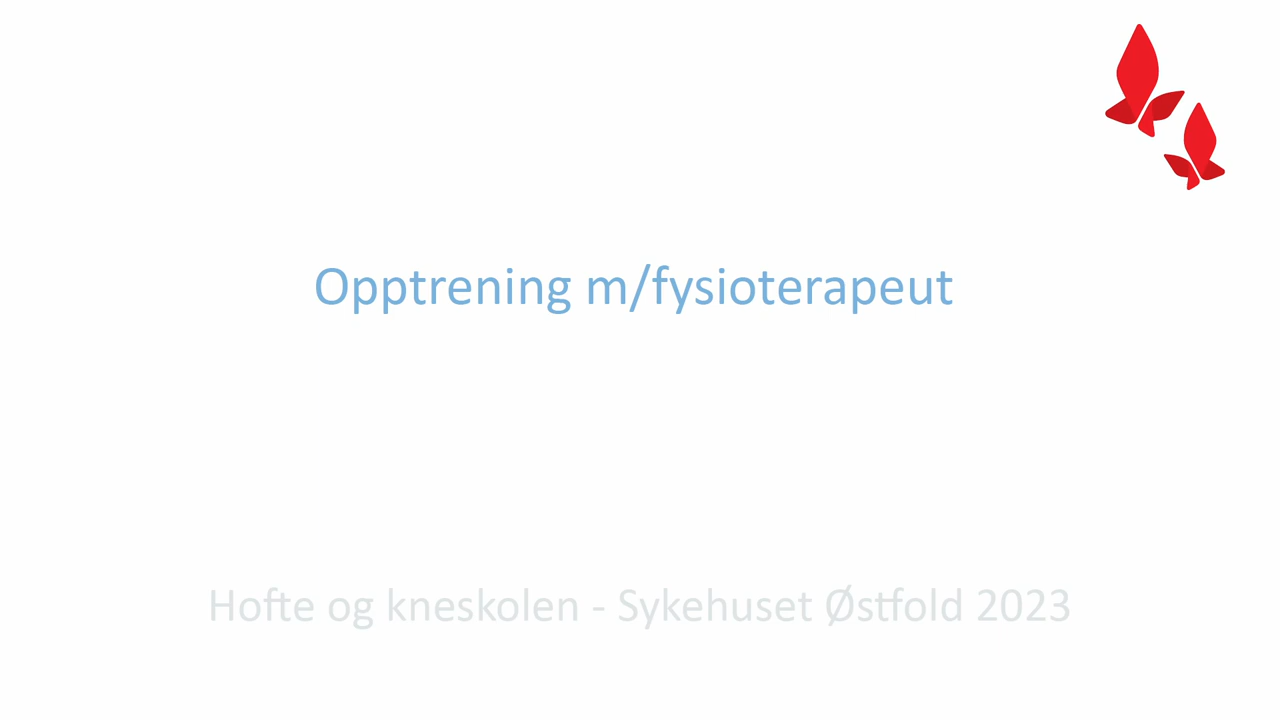 Opptrening m/fysioterapeut
Hofte og kneskolen - Sykehuset Østfold 2023